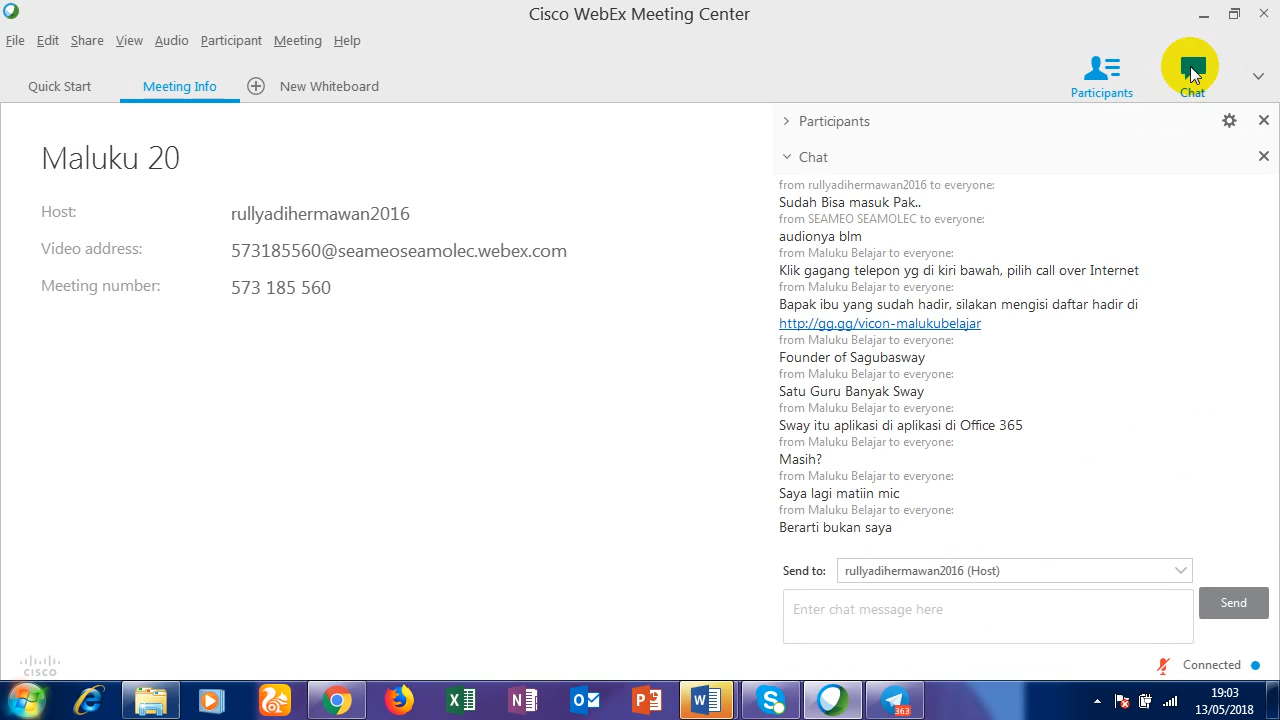 Cisco WebEx Meeting Center
File Edit Share View Audio Participant Meeting Help
Quick Start Meeting Info New Whiteboard
Participants Chat
Maluku 20
Host: rullyadihermawan2016
Video address: 573185560@seameoseamolec.webex.com
Meeting number: 573 185 560
Participants
Chat
from rullyadihermawan2016 to everyone:
Sudah Bisa masuk Pak..
from SEAMEO SEAMOLEC to everyone:
audionya blm
from Maluku Belajar to everyone:
Klik gagang telepon yg di kiri bawah, pilih call over Internet
from Maluku Belajar to everyone:
Bapak ibu yang sudah hadir, silakan mengisi daftar hadir di
http://gg.gg/vicon-malukubelajar
from Maluku Belajar to everyone:
Founder of Sagubasway
from Maluku Belajar to everyone:
Satu Guru Banyak Sway
from Maluku Belajar to everyone:
Sway itu aplikasi di aplikasi di Office 365
from Maluku Belajar to everyone:
Masih?
from Maluku Belajar to everyone:
Saya lagi matiin mic
from Maluku Belajar to everyone:
Berarti bukan saya
Send to: rullyadihermawan2016 (Host)
Enter chat message here
Send
Connected
CISCO
363
19:03
13/05/2018